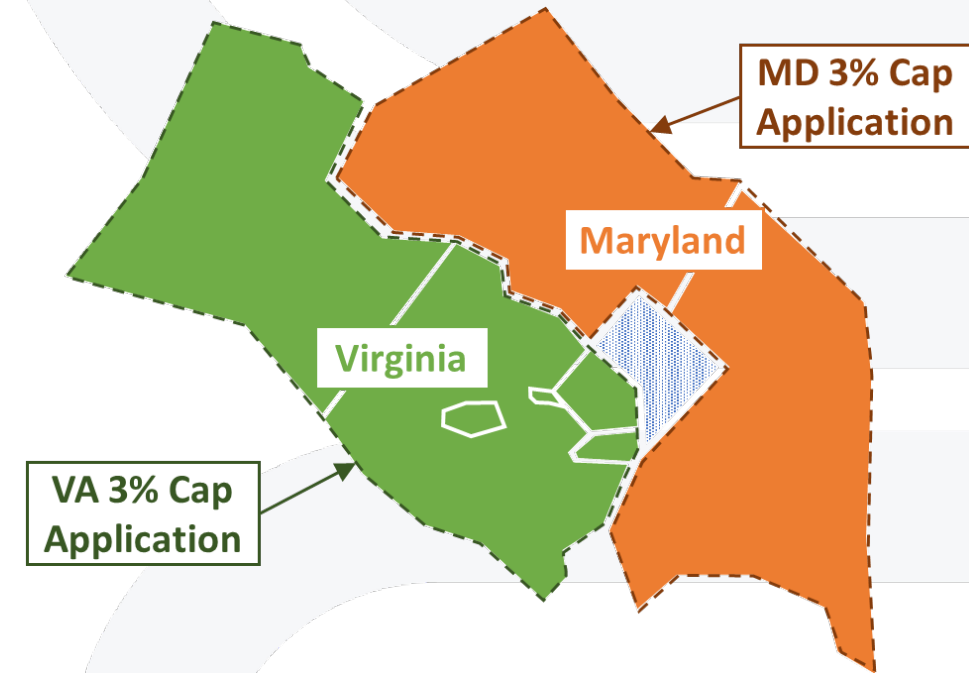 MD 3% Cap
Application
Maryland
Virginia
VA 3% Cap
Application